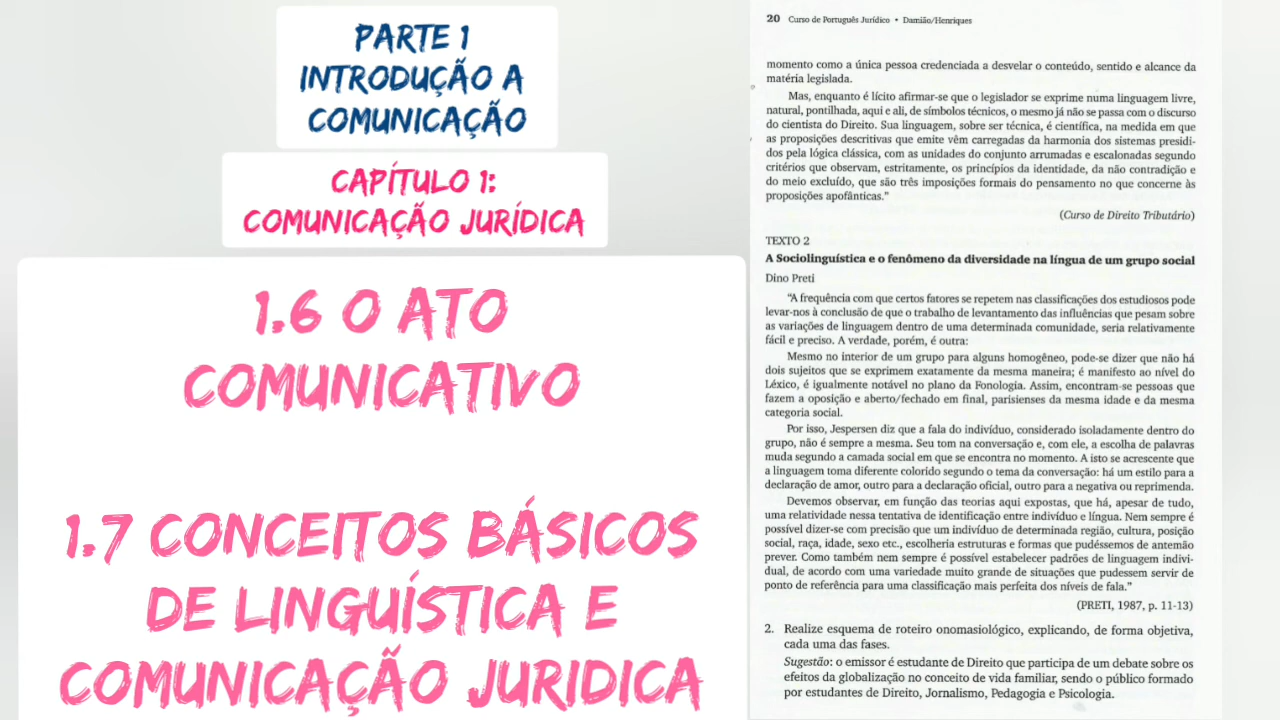 PARTE 1
INTRODUÇÃO A
COMUNICAÇÃO
CAPÍTULO 1:
COMUNICAÇÃO JURÍDICA
1.6 O ATO
COMUNICATIVO
1.7 CONCEITOS BÁSICOS
DE LINGUÍSTICA E
COMUNICAÇÃO JURIDICA
20 Curso de Português Jurídico • Damião/Henriques
momento como a única pessoa credenciada a desvelar o conteúdo, sentido e alcance da
matéria legislada.
Mas, enquanto é lícito afirmar-se que o legislador se exprime numa linguagem livre,
natural, pontilhada, aqui e ali, de símbolos técnicos, o mesmo já não se passa com o discurso
do cientista do Direito. Sua linguagem, sobre ser técnica, é científica, na medida em que
as proposições descritivas que emite vêm carregadas da harmonia dos sistemas presidi-
dos pela lógica clássica, com as unidades do conjunto arrumadas e escalonadas segundo
critérios que observam, estritamente, os princípios da identidade, da não contradição e
do meio excluído, que são três imposições formais do pensamento no que concerne às
proposições apofânticas."
(Curso de Direito Tributário)
TEXTO 2
A Sociolinguística e o fenômeno da diversidade na língua de um grupo social
Dino Preti
"A frequência com que certos fatores se repetem nas classificações dos estudiosos pode
levar-nos à conclusão de que o trabalho de levantamento das influências que pesam sobre
as variações de linguagem dentro de uma determinada comunidade, seria relativamente
fácil e preciso. A verdade, porém, é outra:
Mesmo no interior de um grupo para alguns homogêneo, pode-se dizer que não há
dois sujeitos que se exprimem exatamente da mesma maneira; é manifesto ao nível do
Léxico, é igualmente notável no plano da Fonologia. Assim, encontram-se pessoas que
fazem a oposição e aberto/fechado em final, parisienses da mesma idade e da mesma
categoria social.
Por isso, Jespersen diz que a fala do indivíduo, considerado isoladamente dentro do
grupo, não é sempre a mesma. Seu tom na conversação e, com ele, a escolha de palavras
muda segundo a camada social em que se encontra no momento. A isto se acrescente que
a linguagem toma diferente colorido segundo o tema da conversação: há um estilo para a
declaração de amor, outro para a declaração oficial, outro para a negativa ou reprimenda.
Devemos observar, em função das teorias aqui expostas, que há, apesar de tudo,
uma relatividade nessa tentativa de identificação entre indivíduo e língua. Nem sempre é
possível dizer-se com precisão que um indivíduo de determinada região, cultura, posição
social, raça, idade, sexo etc., escolheria estruturas e formas que pudéssemos de antemão
prever. Como também nem sempre é possível estabelecer padrões de linguagem indivi-
dual, de acordo com uma variedade muito grande de situações que pudessem servir de
ponto de referência para uma classificação mais perfeita dos níveis de fala."
(PRETI, 1987, p. 11-13)
2. Realize esquema de roteiro onomasiológico, explicando, de forma objetiva,
cada uma das fases.
Sugestão: o emissor é estudante de Direito que participa de um debate sobre os
efeitos da globalização no conceito de vida familiar, sendo o público formado
por estudantes de Direito, Jornalismo, Pedagogia e Psicologia.